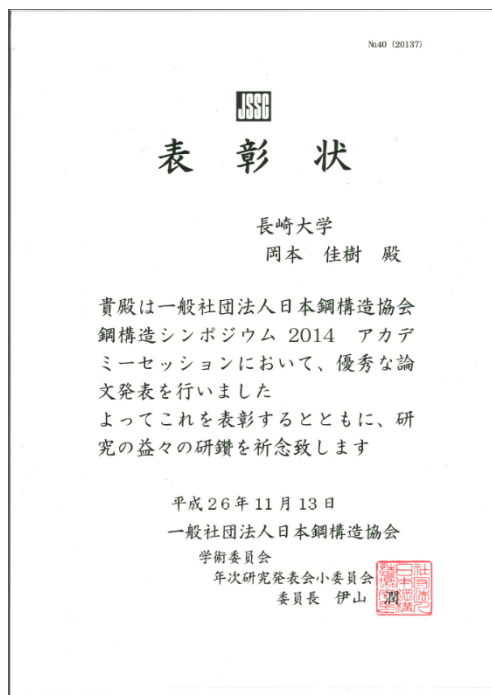 №40 (20137)
JSSC
表彰状
長崎大学
岡本 佳樹 殿
貴殿は一般社団法人日本鋼構造協会
鋼構造シンポジウム 2014 アカデ
ミーセッションにおいて、優秀な論
文発表を行いました
よってこれを表彰するとともに、研
究の益々の研鑽を祈念致します
平成26年11月13日
一般社団法人日本鋼構造協会
学術委員会
年次研究発表会小委員会
委員長 伊山 潤